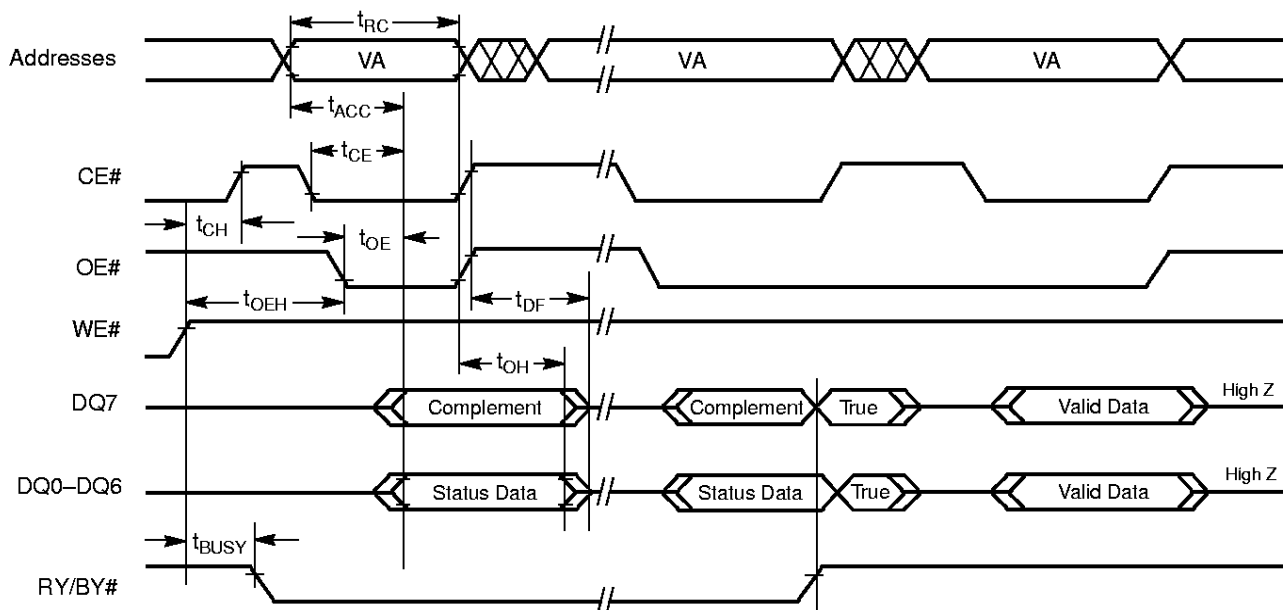 tRC
Addresses VA VA VA
tACC
tCE
CE#
tCH tOE
OE#
tOEH tDF
WE#
tOH
DQ7 Complement Complement True Valid Data High Z
DQ0–DQ6 Status Data Status Data True Valid Data High Z
tBUSY
RY/BY#